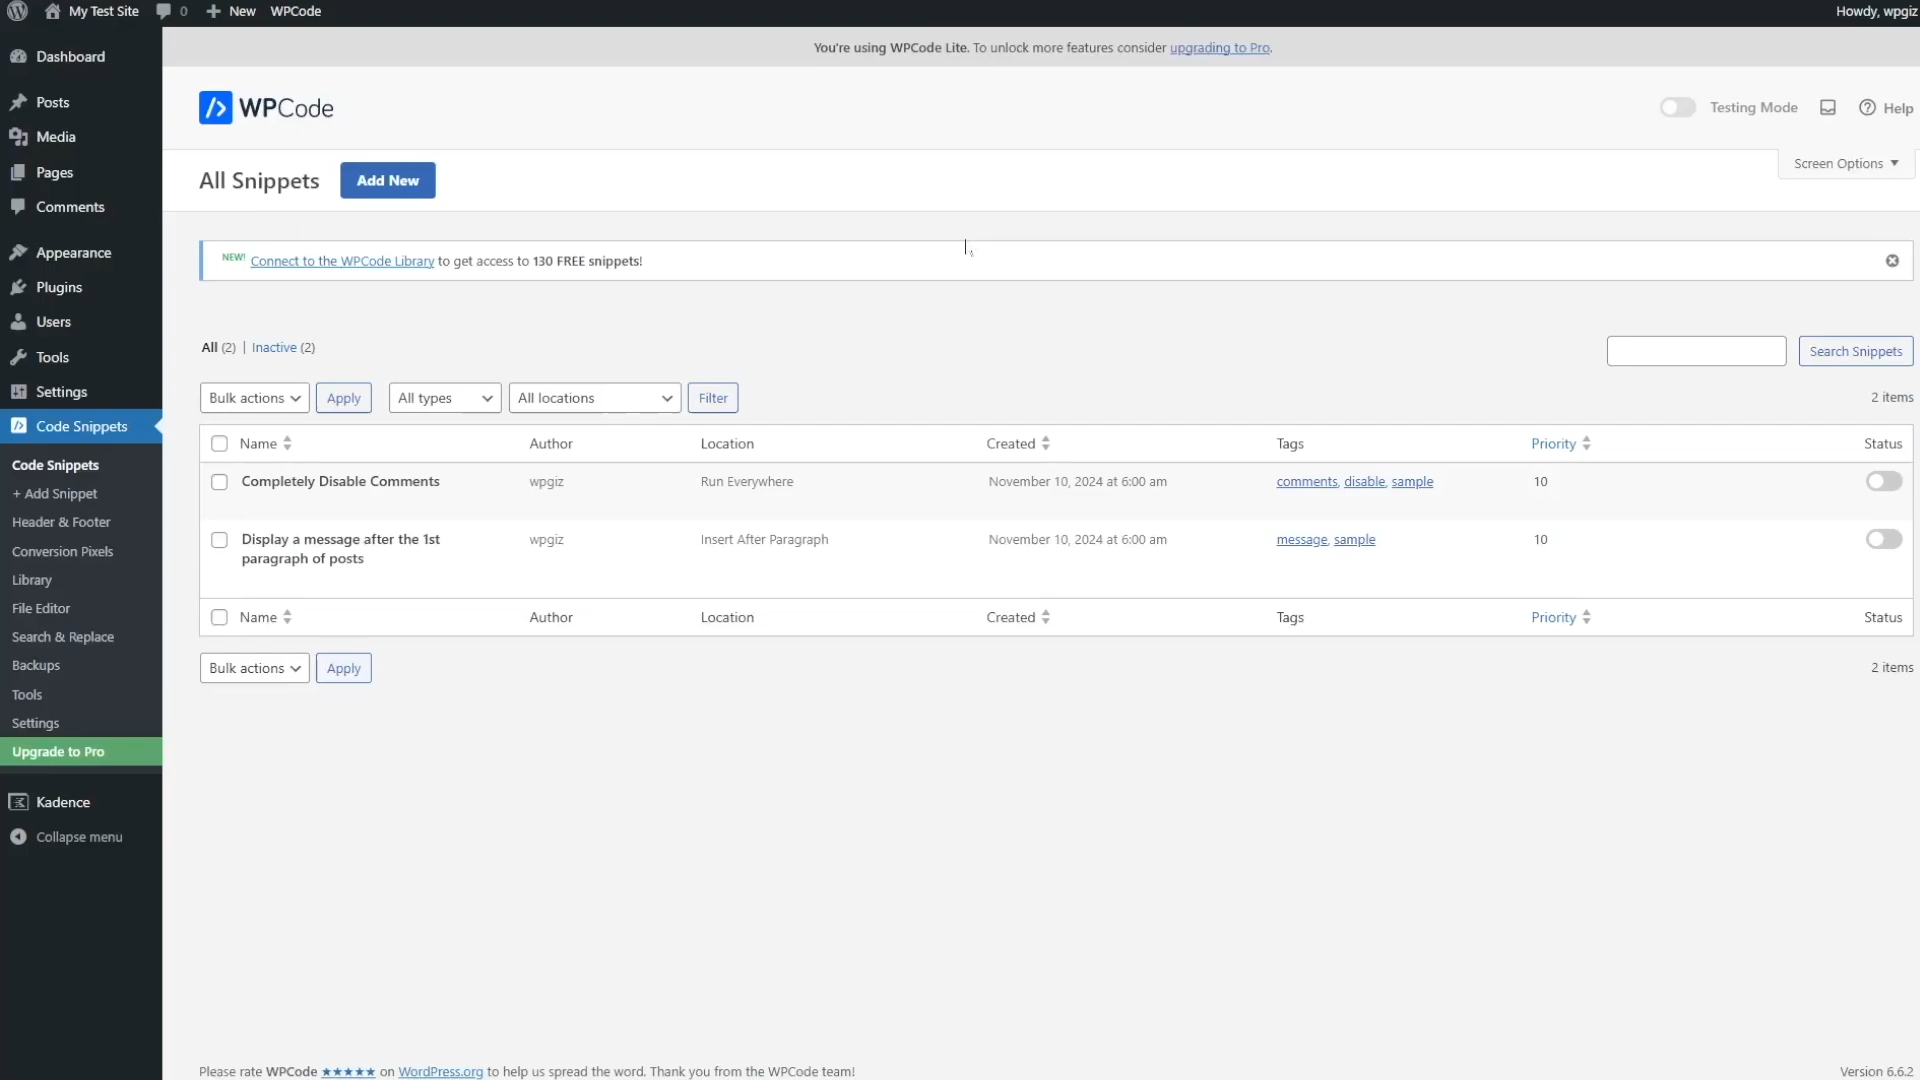 My Test Site 0 New WPCode Howdy, wpgiz
You're using WPCode Lite. To unlock more features consider upgrading to Pro.
Dashboard
Posts
Media
Pages
Comments
Appearance
Plugins
Users
Tools
Settings
Code Snippets
Code Snippets
+ Add Snippet
Header & Footer
Conversion Pixels
Library
File Editor
Search & Replace
Backups
Tools
Settings
Upgrade to Pro
Kadence
Collapse menu
WPCode
Testing Mode Help
All Snippets Add New
Screen Options
NEW! Connect to the WPCode Library to get access to 130 FREE snippets!
All (2) | Inactive (2)
Search Snippets
Bulk actions Apply All types All locations Filter 2 items
Name Author Location Created Tags Priority Status
Completely Disable Comments wpgiz Run Everywhere November 10, 2024 at 6:00 am comments, disable, sample 10
Display a message after the 1st wpgiz Insert After Paragraph November 10, 2024 at 6:00 am message, sample 10
paragraph of posts
Name Author Location Created Tags Priority Status
Bulk actions Apply 2 items
Please rate WPCode ★★★★★ on WordPress.org to help us spread the word. Thank you from the WPCode team! Version 6.6.2